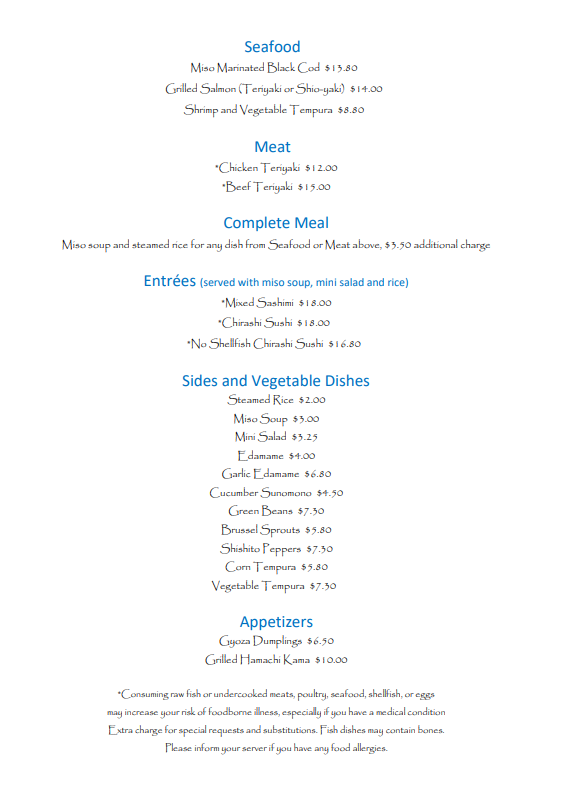 Seafood
Miso Marinated Black Cod $13.80
Grilled Salmon (Teriyaki or Shio-yaki) $14.00
Shrimp and Vegetable Tempura $8.80
Meat
*Chicken Teriyaki $12.00
*Beef Teriyaki $15.00
Complete Meal
Miso soup and steamed rice for any dish from Seafood or Meat above, $3.50 additional charge
Entrées (served with miso soup, mini salad and rice)
*Mixed Sashimi $18.00
*Chirashi Sushi $18.00
*No Shellfish Chirashi Sushi $16.80
Sides and Vegetable Dishes
Steamed Rice $2.00
Miso Soup $3.00
Mini Salad $3.25
Edamame $4.00
Garlic Edamame $6.80
Cucumber Sunomono $4.50
Green Beans $7.30
Brussel Sprouts $5.80
Shishito Peppers $7.30
Corn Tempura $5.80
Vegetable Tempura $7.30
Appetizers
Gyoza Dumplings $6.50
Grilled Hamachi Kama $10.00
*Consuming raw fish or undercooked meats, poultry, seafood, shellfish, or eggs
may increase your risk of foodborne illness, especially if you have a medical condition
Extra charge for special requests and substitutions. Fish dishes may contain bones.
Please inform your server if you have any food allergies.